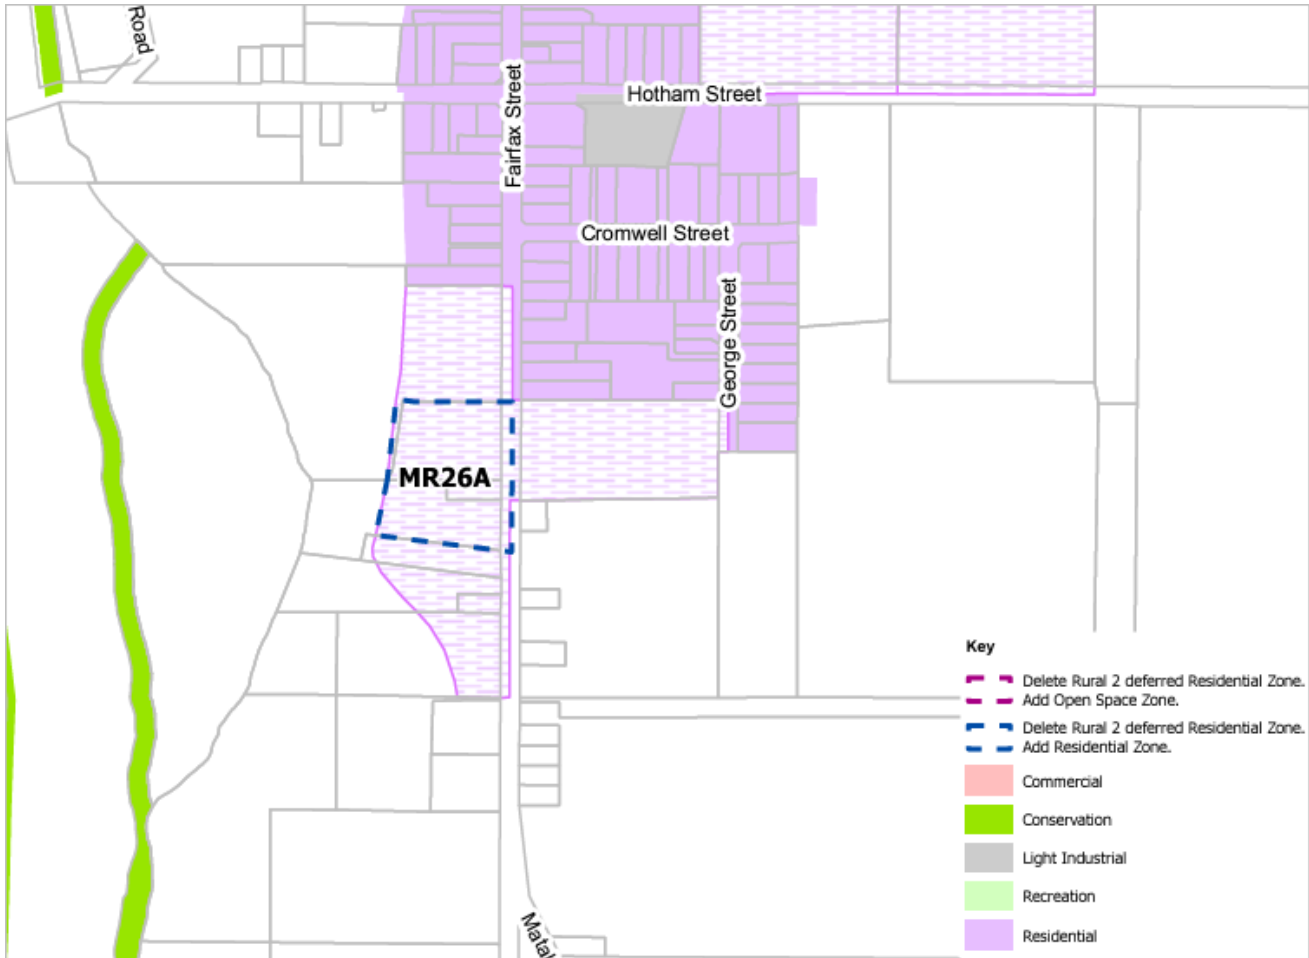 Road
Fairfax Street
Hotham Street
Cromwell Street
George Street
MR26A
Key
Delete Rural 2 deferred Residential Zone.
Add Open Space Zone.
Delete Rural 2 deferred Residential Zone.
Add Residential Zone.
Commercial
Conservation
Light Industrial
Recreation
Residential